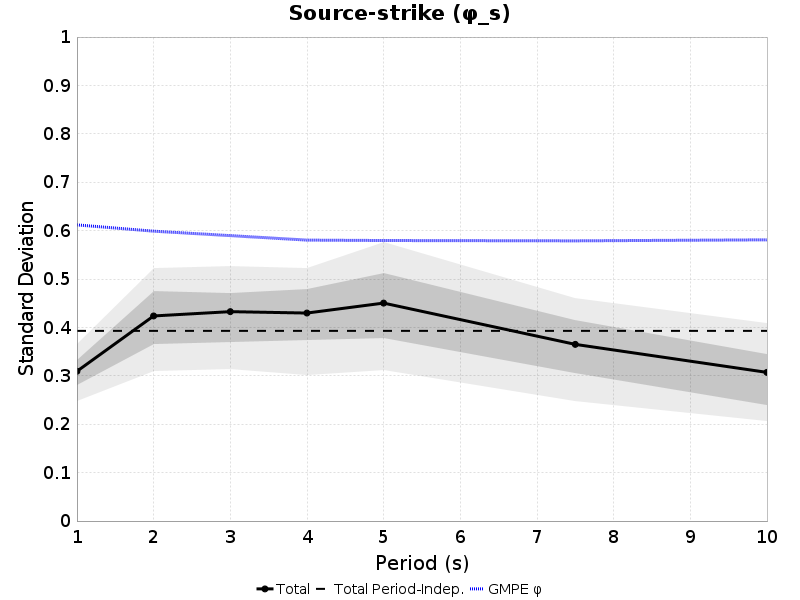 Source-strike (φ_s)
Standard Deviation
1
0.9
0.8
0.7
0.6
0.5
0.4
0.3
0.2
0.1
0
1 2 3 4 5 6 7 8 9 10
Period (s)
Total Total Period-Indep. GMPE φ